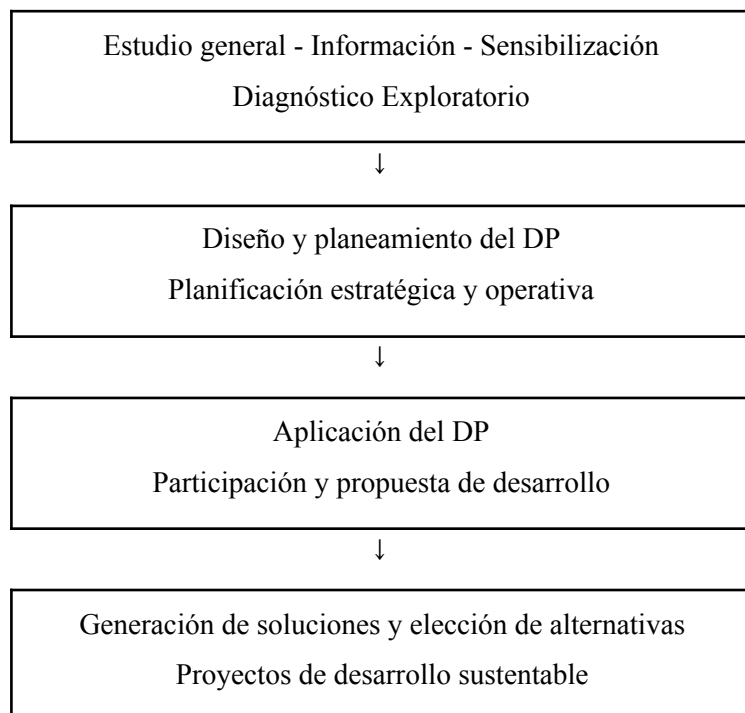 Estudio general - Información - Sensibilización
Diagnóstico Exploratorio
↓
Diseño y planeamiento del DP
Planificación estratégica y operativa
↓
Aplicación del DP
Participación y propuesta de desarrollo
↓
Generación de soluciones y elección de alternativas
Proyectos de desarrollo sustentable